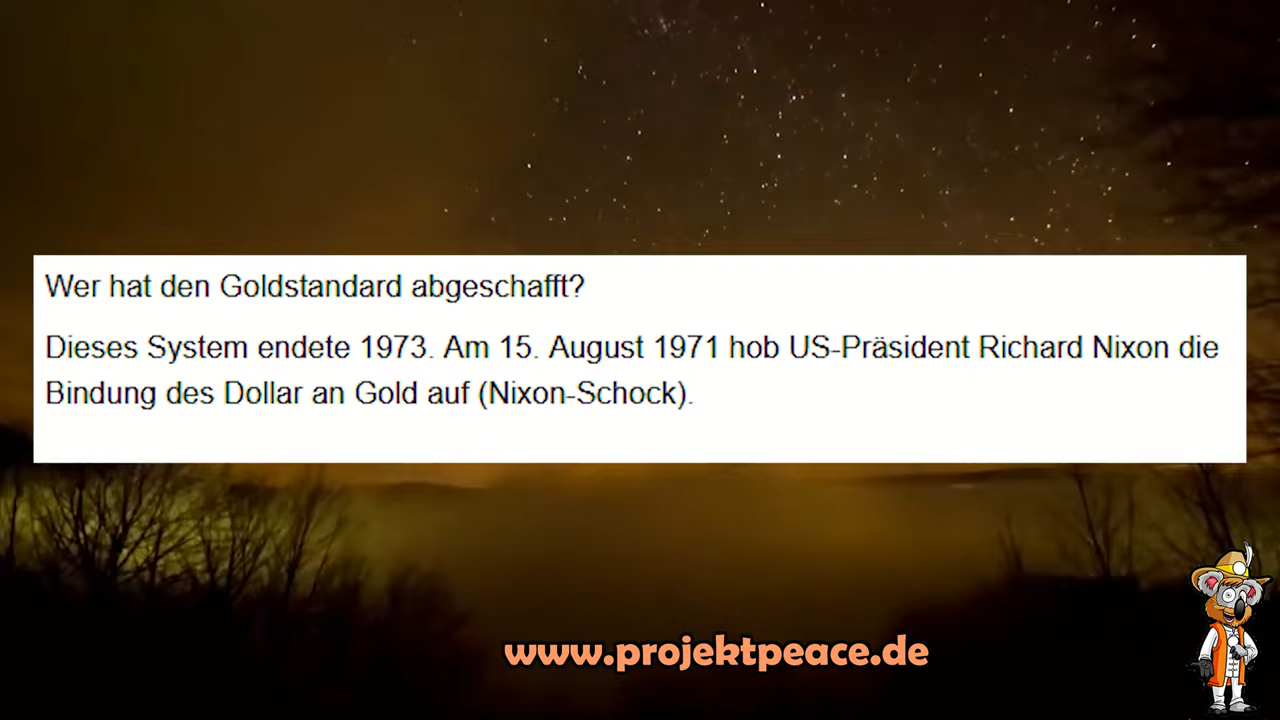 Wer hat den Goldstandard abgeschafft?
Dieses System endete 1973. Am 15. August 1971 hob US-Präsident Richard Nixon die
Bindung des Dollar an Gold auf (Nixon-Schock).
www.projektpeace.de